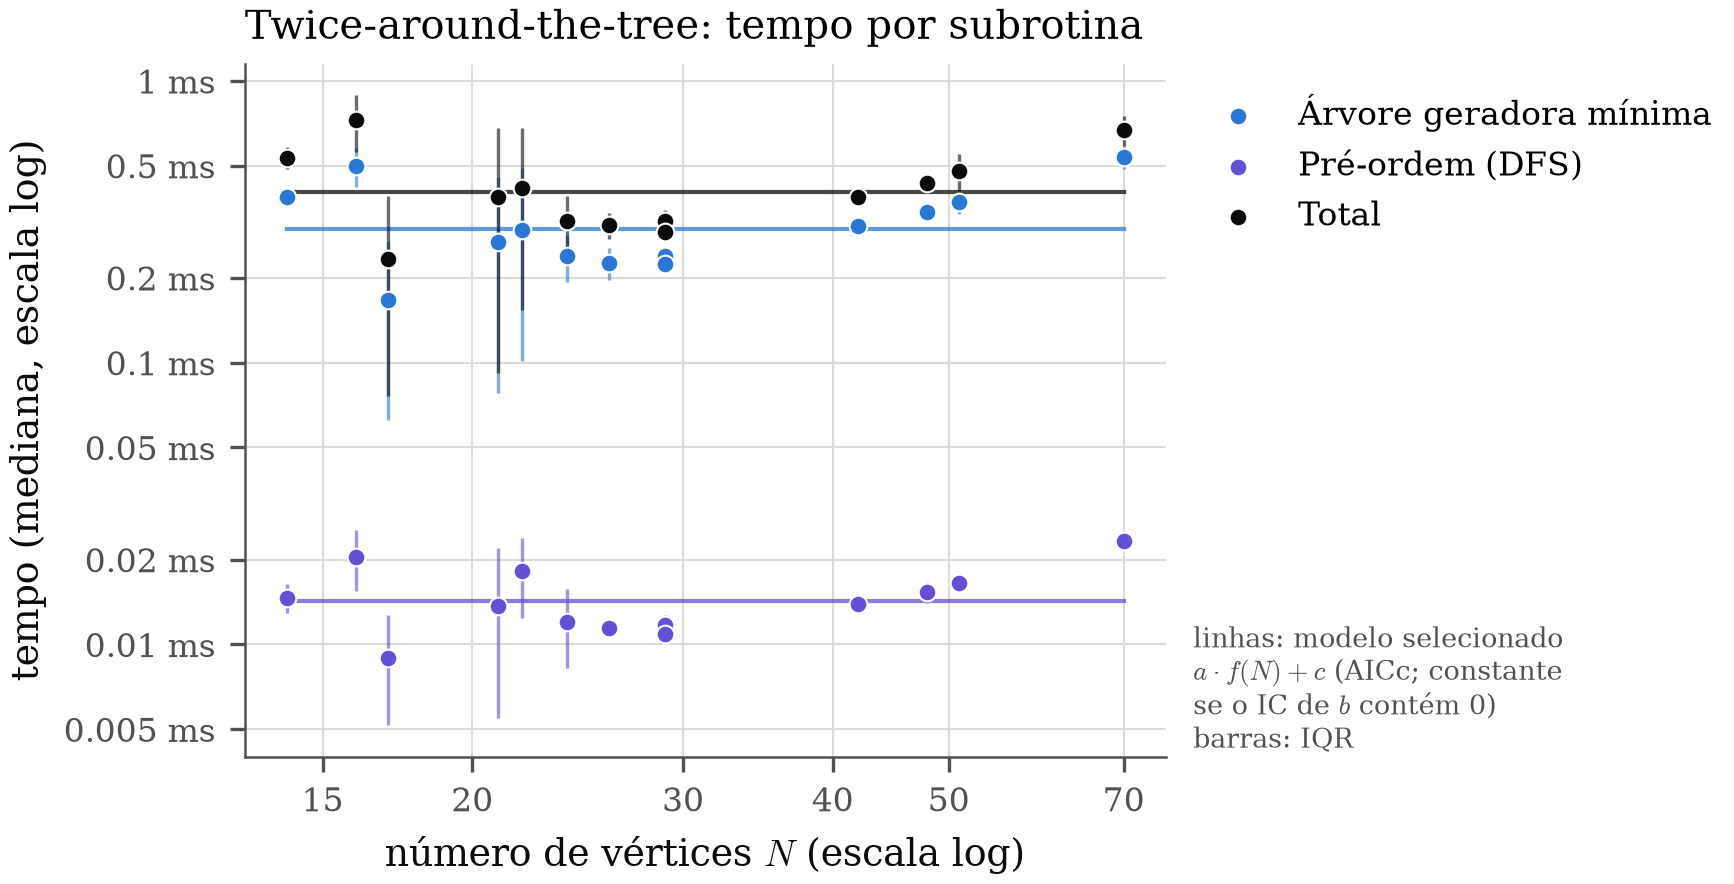 Twice-around-the-tree: tempo por subrotina
tempo (mediana, escala log)
1 ms
0.5 ms
0.2 ms
0.1 ms
0.05 ms
0.02 ms
0.01 ms
0.005 ms
15
20
30
40
50
70
número de vértices N (escala log)
Árvore geradora mínima
Pré-ordem (DFS)
Total
linhas: modelo selecionado
a · f(N) + c (AICc; constante
se o IC de b contém 0)
barras: IQR